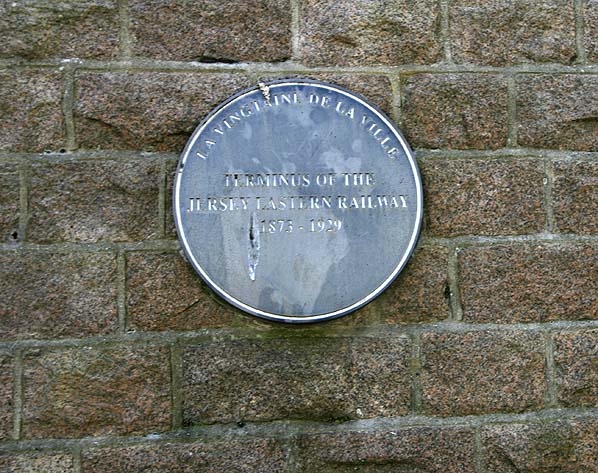 LA VINGTAINE DE LA VILLE
TERMINUS OF THE
JERSEY EASTERN RAILWAY
1873 - 1929